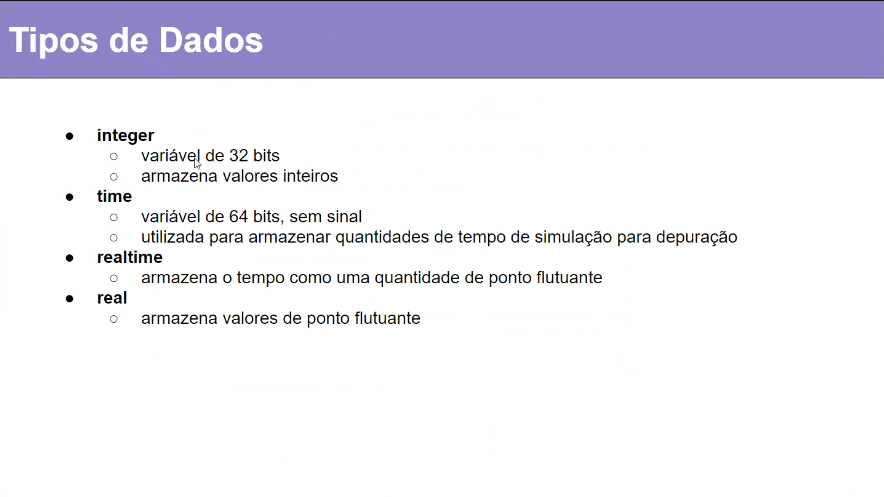 Tipos de Dados
● integer
○ variável de 32 bits
○ armazena valores inteiros
● time
○ variável de 64 bits, sem sinal
○ utilizada para armazenar quantidades de tempo de simulação para depuração
● realtime
○ armazena o tempo como uma quantidade de ponto flutuante
● real
○ armazena valores de ponto flutuante